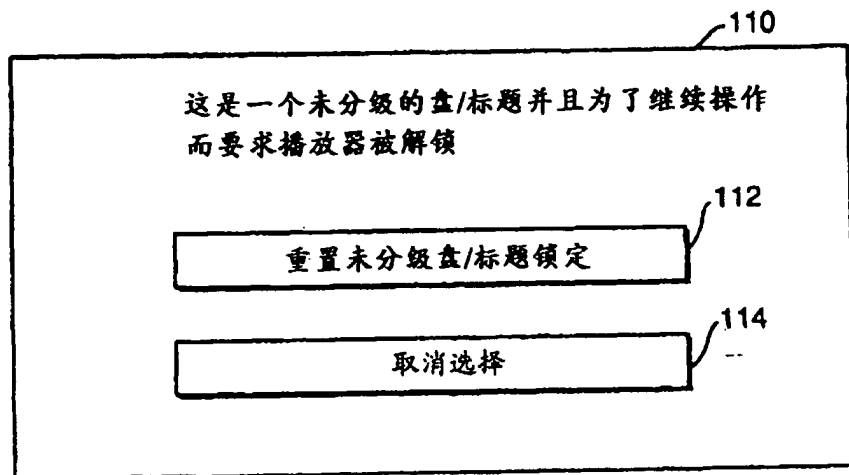 110
这是一个未分级的盘/标题并且为了继续操作
而要求播放器被解锁
112
重置未分级盘/标题锁定
114
取消选择